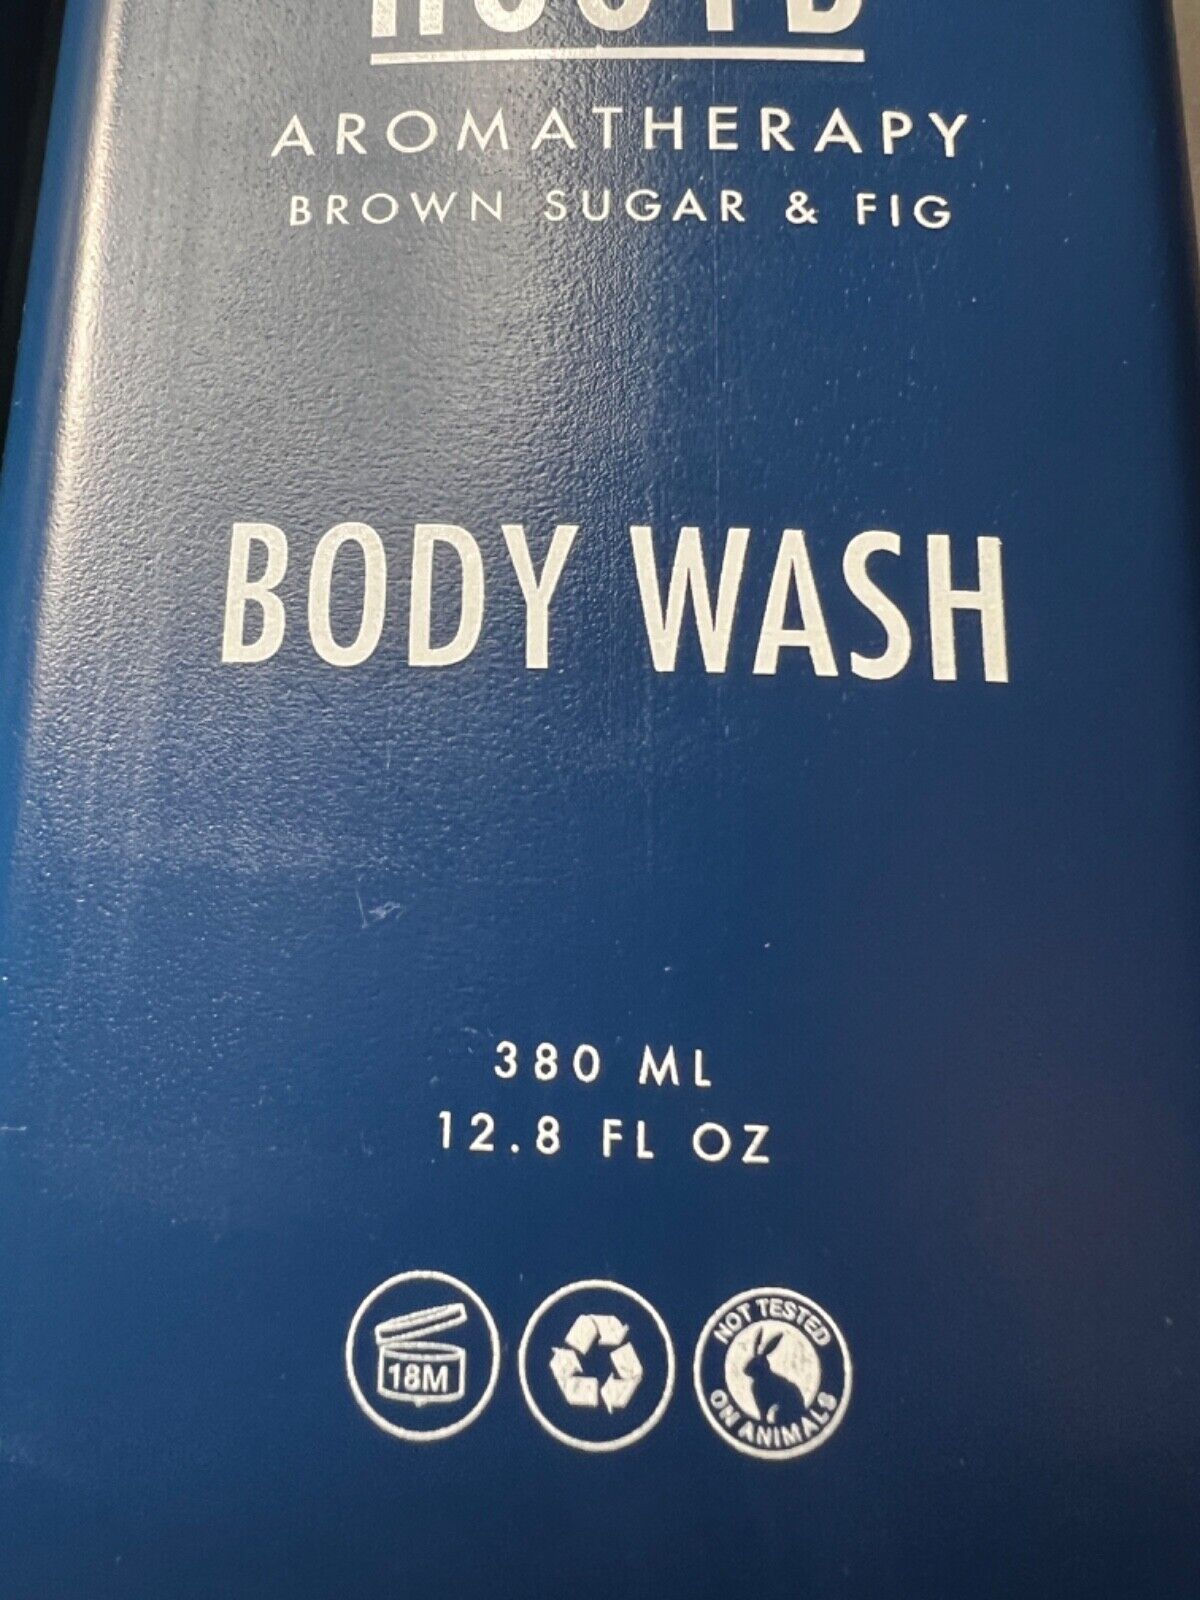 AROMATHERAPY
BROWN SUGAR & FIG
BODY WASH
380 ML
12.8 FL OZ
18M
NOT TESTED
ON ANIMALS